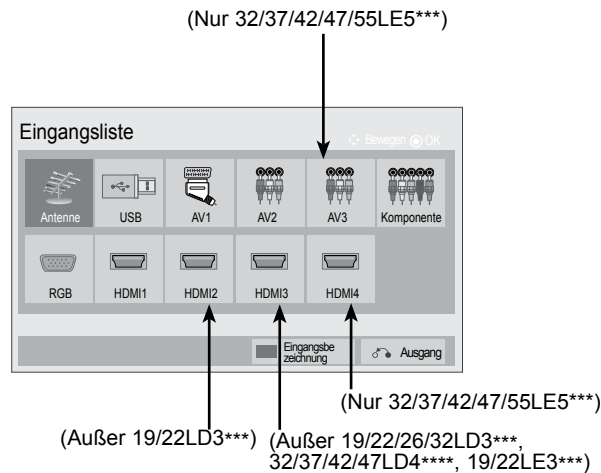 (Nur 32/37/42/47/55LE5***)
Eingangsliste
Bewegen OK
Antenne USB AV1 AV2 AV3 Komponente
RGB HDMI1 HDMI2 HDMI3 HDMI4
Eingangsbe
zeichnung
Ausgang
(Nur 32/37/42/47/55LE5***)
(Außer 19/22LD3***)
(Außer 19/22/26/32LD3***,
32/37/42/47LD4****, 19/22LE3***)